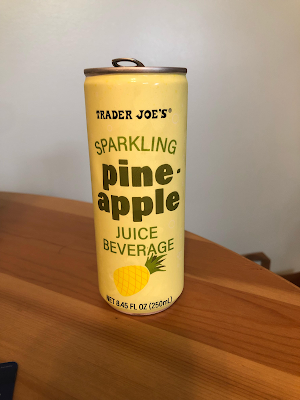 TRADER JOE'S®
SPARKLING
pine-
apple
JUICE
BEVERAGE
NET 8.45 FL OZ (250mL)